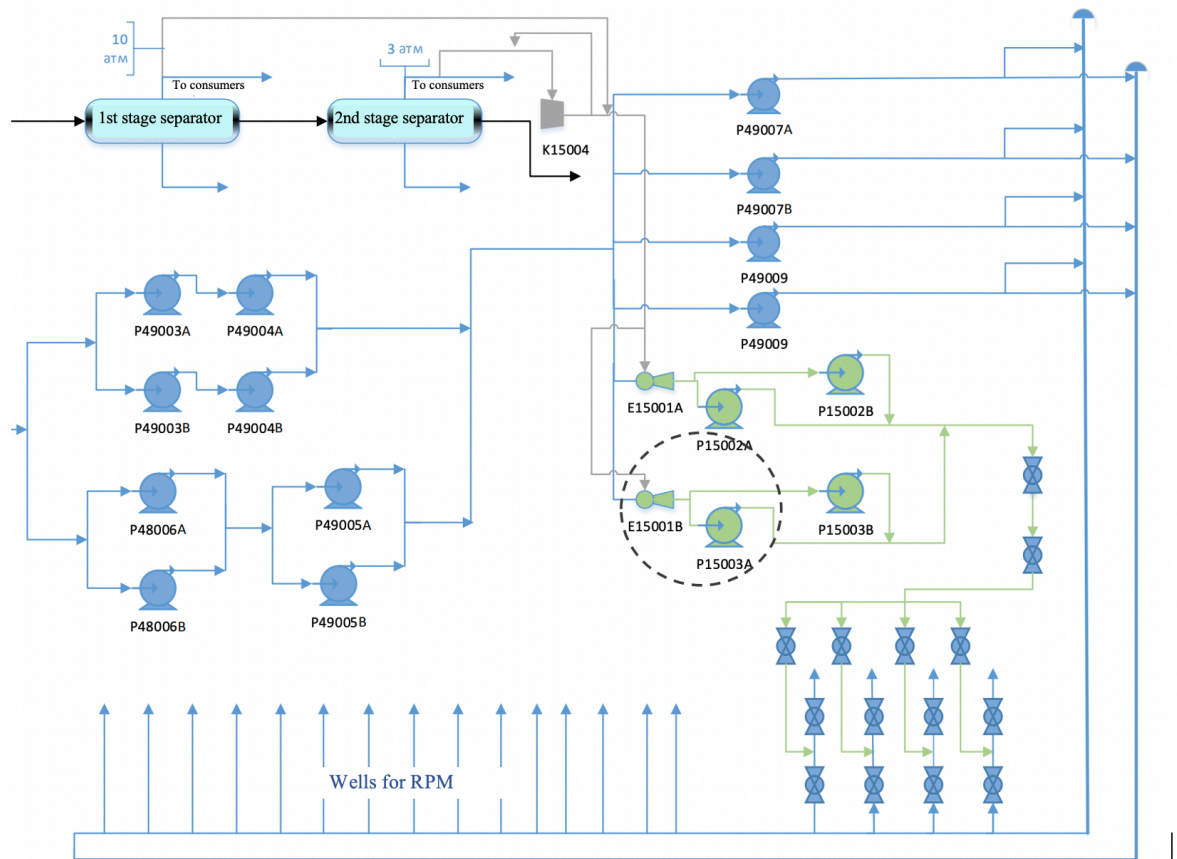 10
атм
3 атм
To consumers
To consumers
1st stage separator
2nd stage separator
K15004
P49007A
P49007B
P49009
P49009
P49003A
P49004A
P49003B
P49004B
P48006A
P49005A
P48006B
P49005B
E15001A
P15002B
P15002A
E15001B
P15003B
P15003A
Wells for RPM